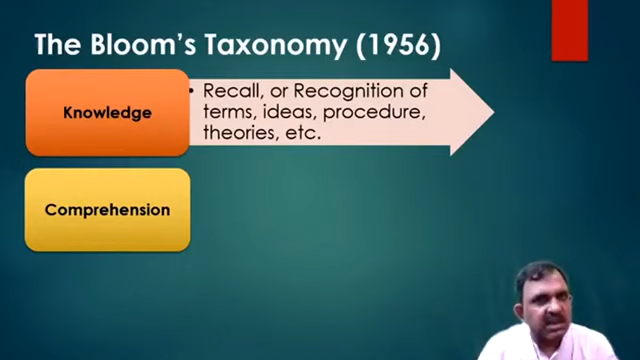 The Bloom's Taxonomy (1956)
Knowledge
• Recall, or Recognition of
terms, ideas, procedure,
theories, etc.
Comprehension